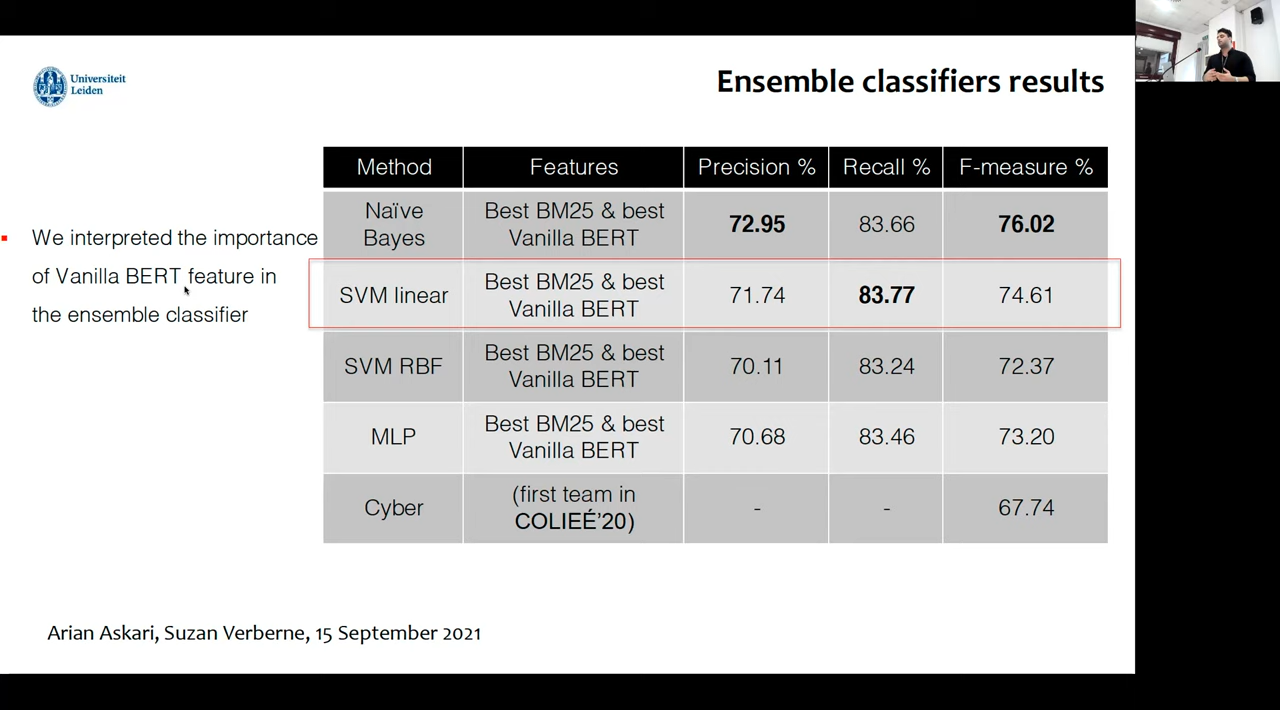 Universiteit
Leiden
Ensemble classifiers results
We interpreted the importance
of Vanilla BERT feature in
the ensemble classifier
Method Features Precision % Recall % F-measure %
Naïve Bayes Best BM25 & best Vanilla BERT 72.95 83.66 76.02
SVM linear Best BM25 & best Vanilla BERT 71.74 83.77 74.61
SVM RBF Best BM25 & best Vanilla BERT 70.11 83.24 72.37
MLP Best BM25 & best Vanilla BERT 70.68 83.46 73.20
Cyber (first team in COLIEÉ’20) - - 67.74
Arian Askari, Suzan Verberne, 15 September 2021